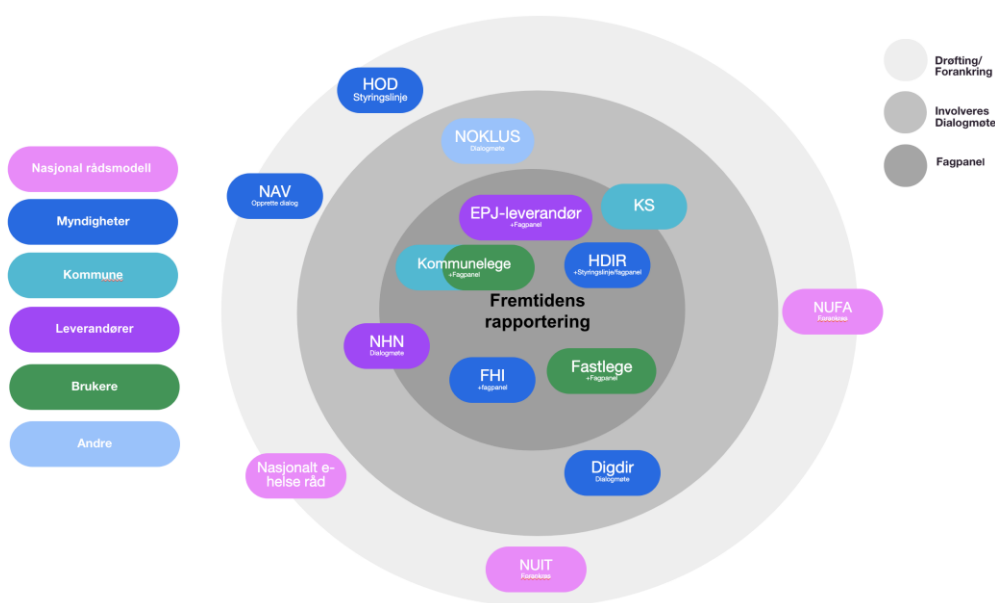 HOD
Styringslinje
Drøfting/
Forankring
Involveres
Dialogmøte
Fagpanel
NOKLUS
Dialogmøte
Nasjonal rådsmodell
Myndigheter
Kommune
Leverandører
Brukere
Andre
NAV
Opprette dialog
EPJ-leverandør
+Fagpanel
KS
Kommunelege
+Fagpanel
HDIR
+Styringslinje/fagpanel
Fremtidens
rapportering
NUFA
Forankres
NHN
Dialogmøte
FHI
+fagpanel
Fastlege
+Fagpanel
Nasjonalt e-
helse råd
Digdir
Dialogmøte
NUIT
Forankres